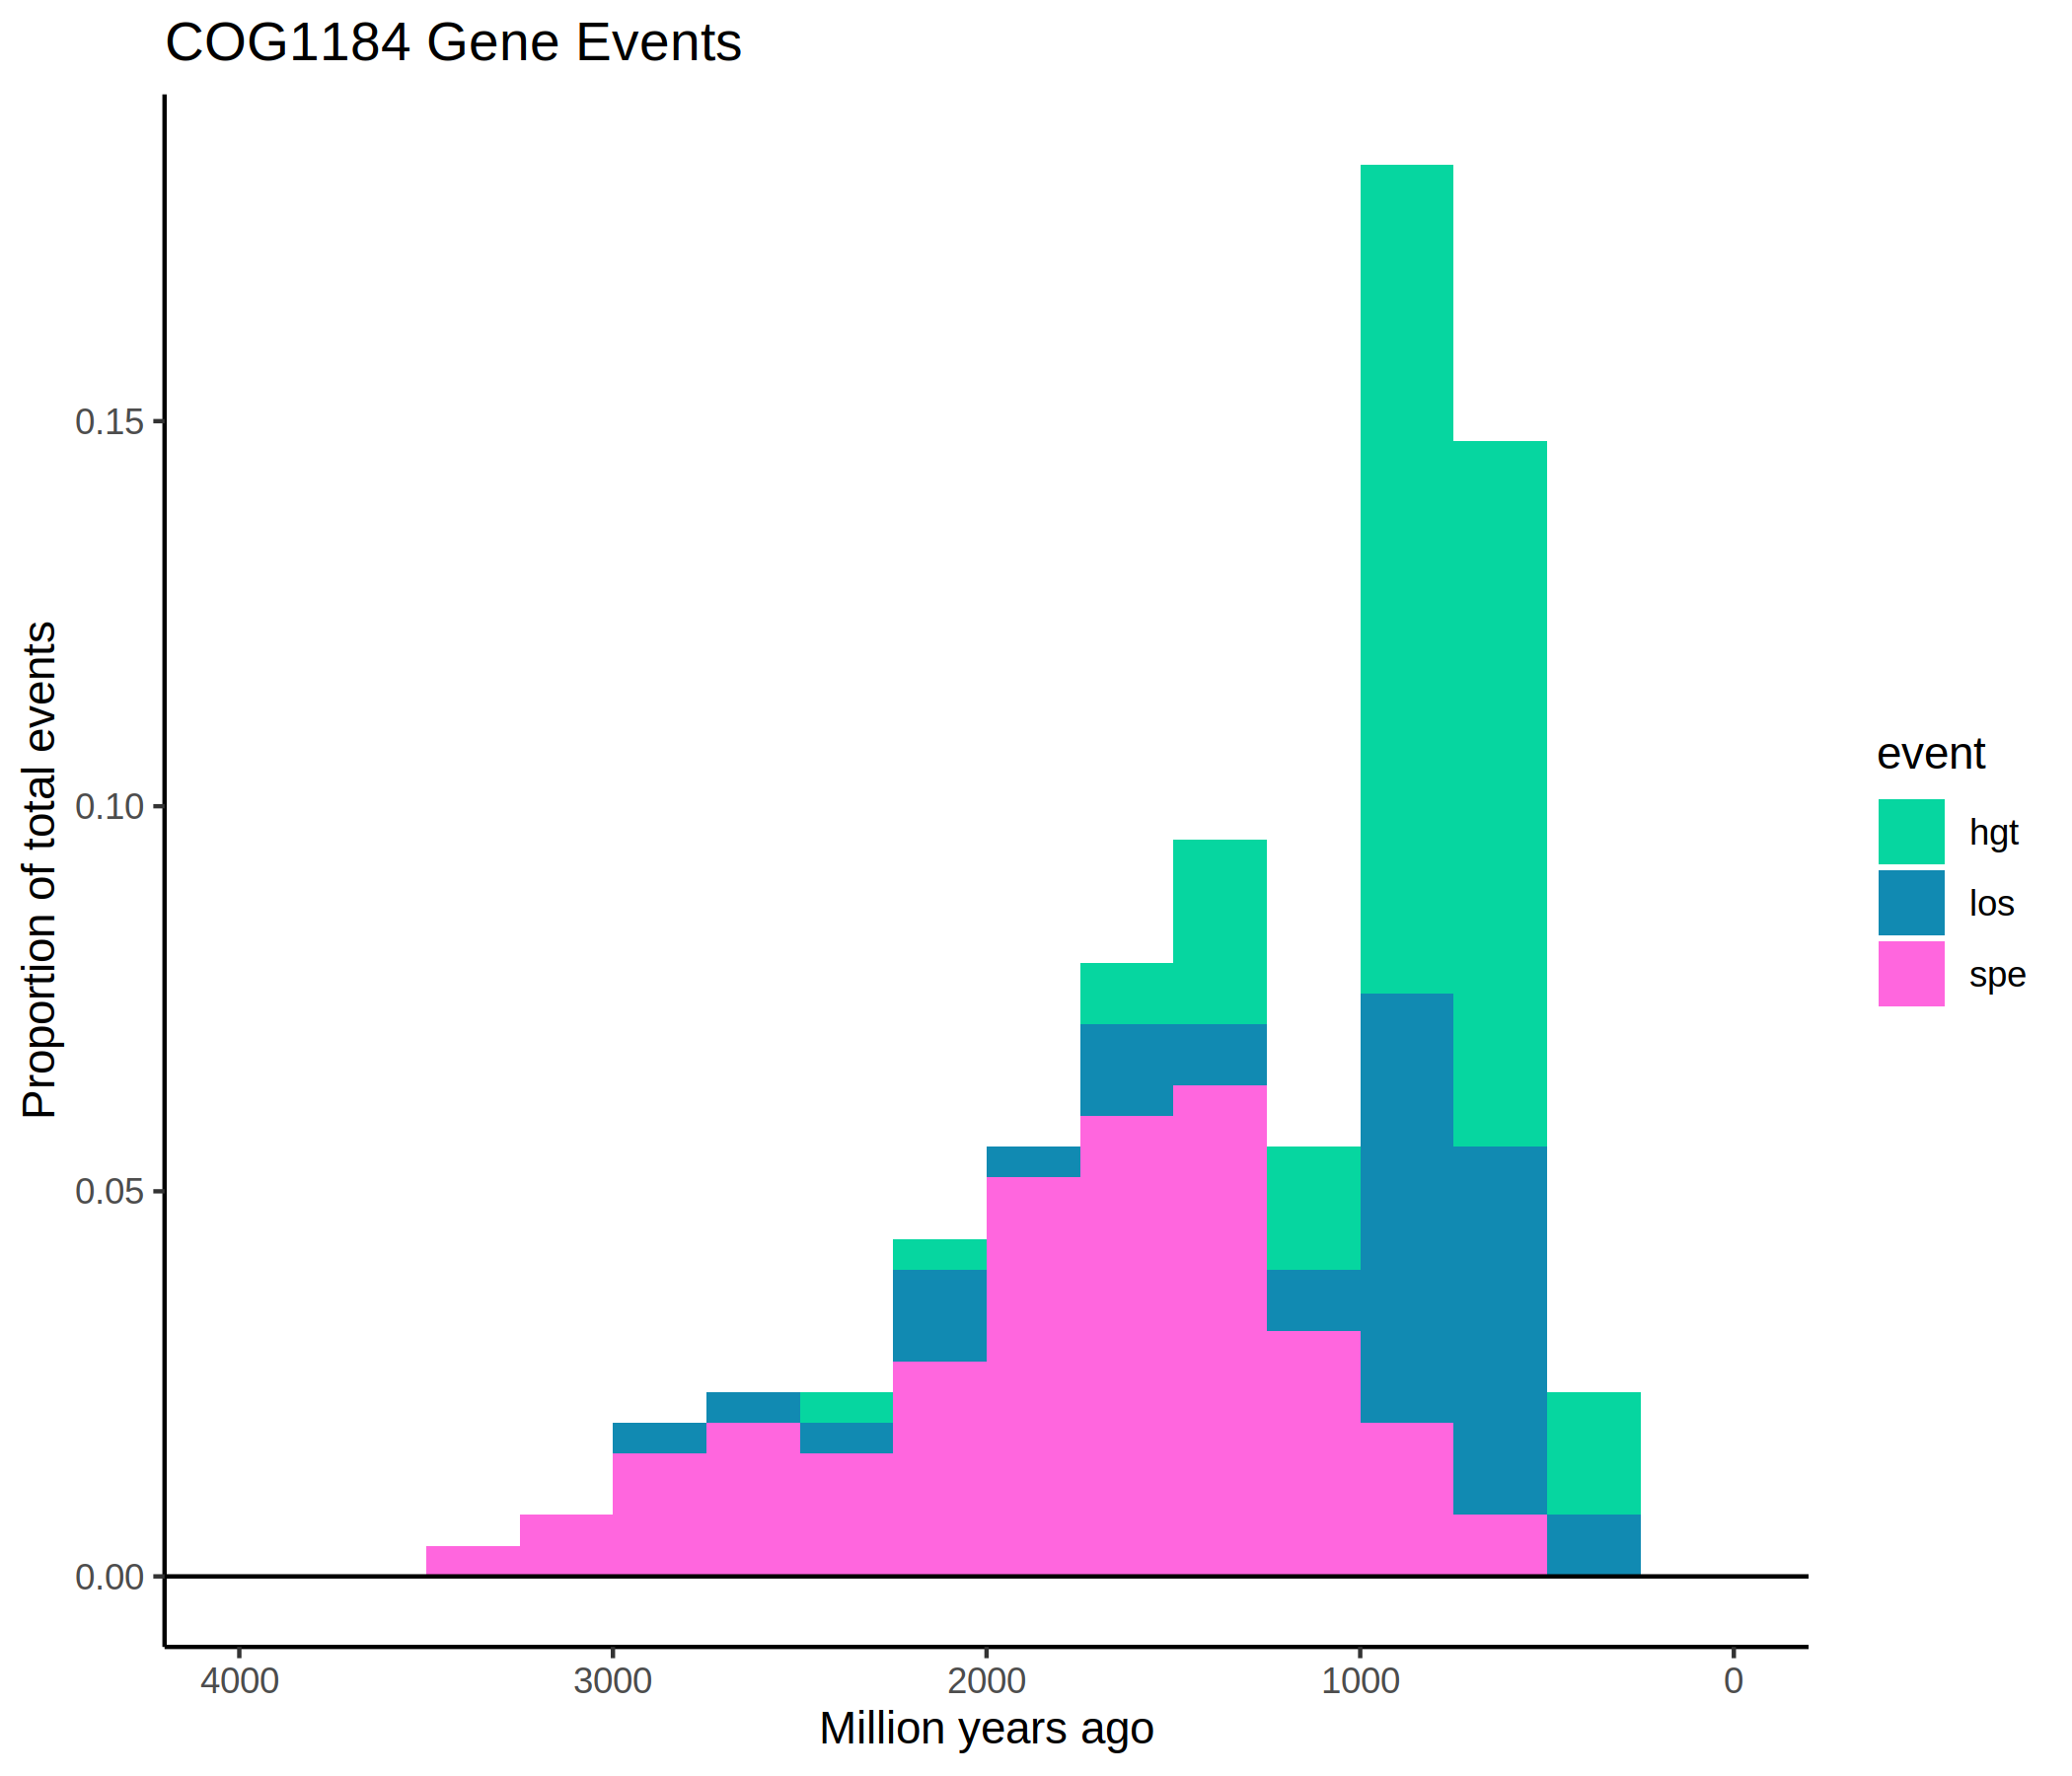 COG1184 Gene Events
Proportion of total events
0.15
0.10
0.05
0.00
4000 3000 2000 1000 0
Million years ago
event
hgt
los
spe